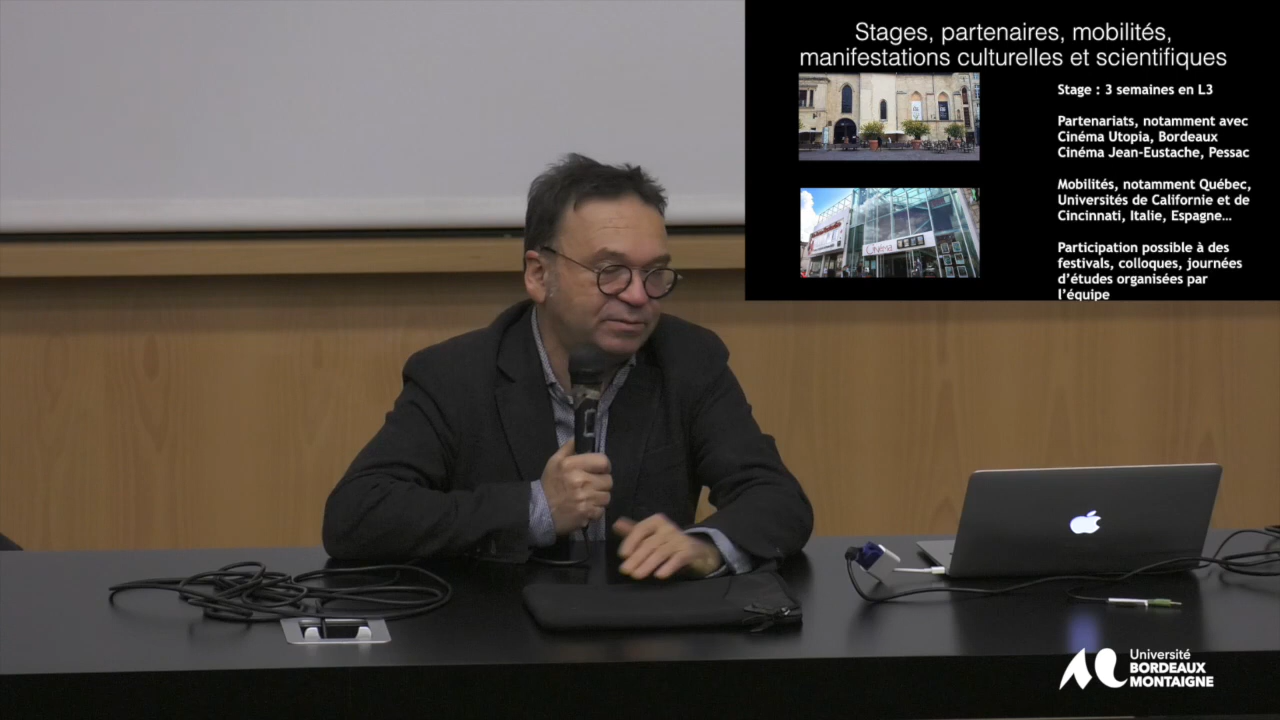 Stages, partenaires, mobilités,
manifestations culturelles et scientifiques
Stage : 3 semaines en L3
Partenariats, notamment avec
Cinéma Utopia, Bordeaux
Cinéma Jean-Eustache, Pessac
Mobilités, notamment Québec,
Universités de Californie et de
Cincinnati, Italie, Espagne...
Participation possible à des
festivals, colloques, journées
d'études organisées par
l'équipe
Cinéma
Université
BORDEAUX
MONTAIGNE